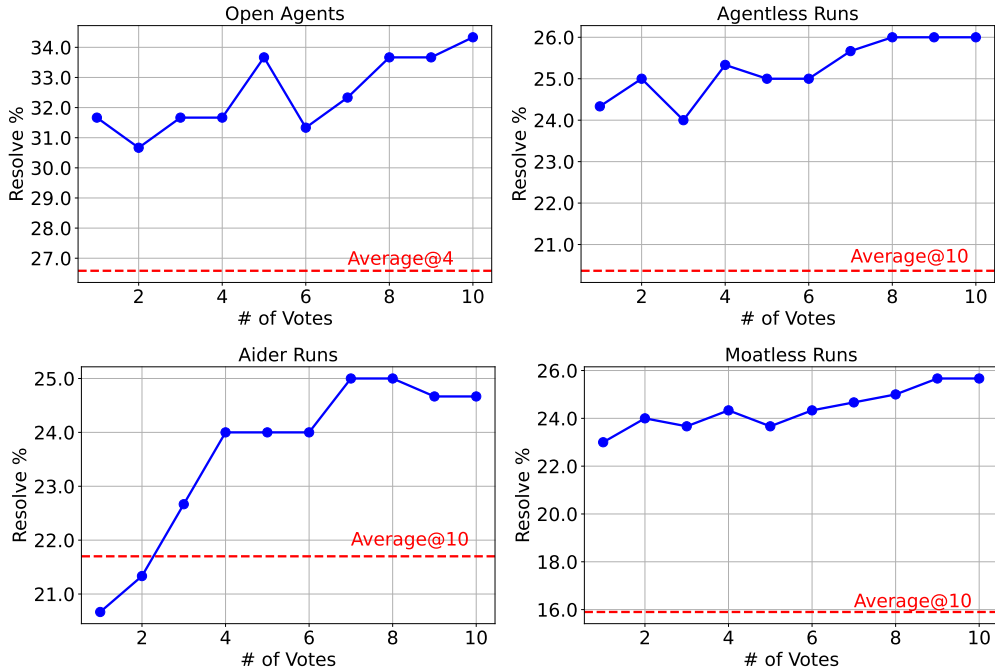 Open Agents
34.0
33.0
32.0
31.0
30.0
29.0
28.0
27.0
Resolve %
Average@4
2 4 6 8 10
# of Votes
Agentless Runs
26.0
25.0
24.0
23.0
22.0
21.0
Resolve %
Average@10
2 4 6 8 10
# of Votes
Aider Runs
25.0
24.0
23.0
22.0
21.0
Resolve %
Average@10
2 4 6 8 10
# of Votes
Moatless Runs
26.0
24.0
22.0
20.0
18.0
16.0
Resolve %
Average@10
2 4 6 8 10
# of Votes